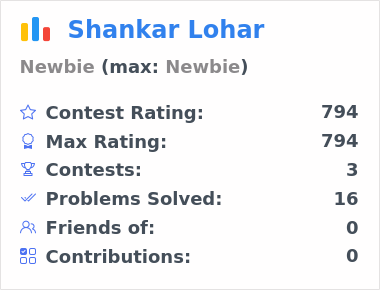 Shankar Lohar
Newbie (max: Newbie)
Contest Rating: 794
Max Rating: 794
Contests: 3
Problems Solved: 16
Friends of: 0
Contributions: 0